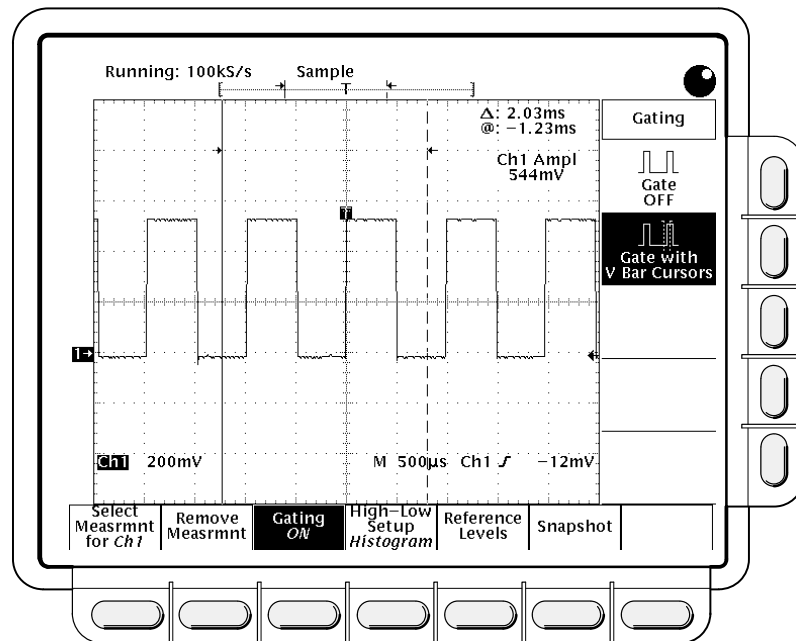 Running: 100kS/s Sample
T
Δ: 2.03ms
@: −1.23ms
Ch1 Ampl
544mV
T
1→
Ch1 200mV M 500µs Ch1 −12mV
Gating
Gate
OFF
Gate with
V Bar Cursors
Select
Measrmnt
for Ch1
Remove
Measrmnt
Gating
ON
High−Low
Setup
Histogram
Reference
Levels
Snapshot